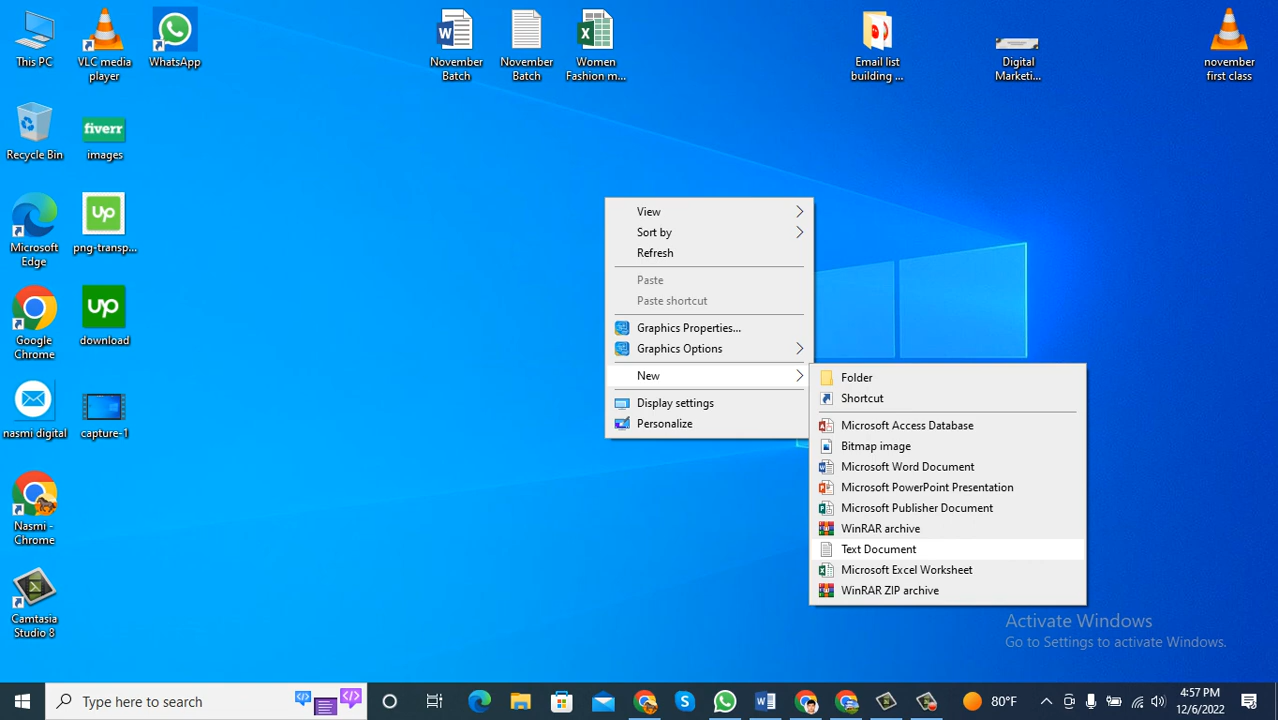 This PC
VLC media
player
WhatsApp
November
Batch
November
Batch
Women
Fashion m...
Email list
building ...
Digital
Marketi...
november
first class
Recycle Bin
fiverr
images
Microsoft
Edge
up
png-transp...
Google
Chrome
up
download
nasmi digital
capture-1
Nasmi -
Chrome
Camtasia
Studio 8
View
Sort by
Refresh
Paste
Paste shortcut
Graphics Properties...
Graphics Options
New
Display settings
Personalize
Folder
Shortcut
Microsoft Access Database
Bitmap image
Microsoft Word Document
Microsoft PowerPoint Presentation
Microsoft Publisher Document
WinRAR archive
Text Document
Microsoft Excel Worksheet
WinRAR ZIP archive
Activate Windows
Go to Settings to activate Windows.
Type here to search
80°F
4:57 PM
12/6/2022